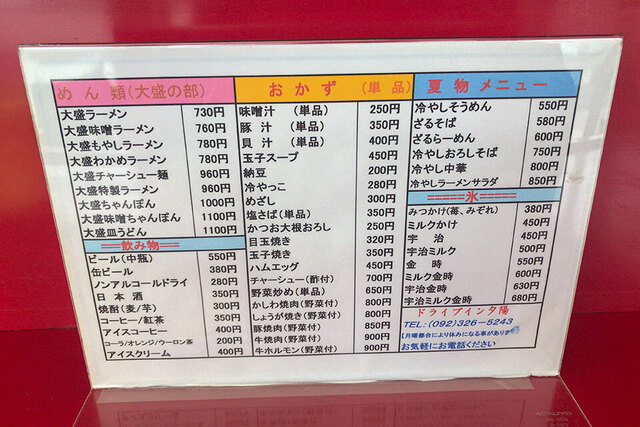 めん 類(大盛の部)
大盛ラーメン 730円
大盛味噌ラーメン 760円
大盛もやしラーメン 780円
大盛わかめラーメン 780円
大盛チャーシュー麺 960円
大盛特製ラーメン 960円
大盛ちゃんぽん 1000円
大盛味噌ちゃんぽん 1100円
大盛皿うどん 1100円
===飲み物=====
ビール(中瓶) 550円
缶ビール 380円
ノンアルコールドライ 280円
日 本 酒 350円
焼酎(麦/芋) 300円
コーヒー/紅茶 350円
アイスコーヒー 400円
コーラ/オレンジ/ウーロン茶 200円
アイスクリーム 400円
お か ず (単 品)
味噌汁 (単品) 250円
豚 汁 (単品) 350円
貝 汁 (単品) 400円
玉子スープ 450円
納豆 200円
冷やっこ 280円
めざし 300円
塩さば(単品) 350円
かつお大根おろし 250円
目玉焼き 320円
玉子焼き 350円
ハムエッグ 450円
チャーシュー(酢付) 700円
野菜炒め(単品) 650円
かしわ焼肉(野菜付) 800円
しょうが焼き(野菜付) 800円
豚焼肉(野菜付) 850円
牛焼肉(野菜付) 900円
牛ホルモン(野菜付) 900円
夏 物 メニュー
冷やしそうめん 550円
ざるそば 580円
ざるらーめん 600円
冷やしおろしそば 750円
冷やし中華 800円
冷やしラーメンサラダ 850円
=====氷=====
みつかけ(苺、みぞれ) 380円
ミルクかけ 450円
宇 治 450円
宇治ミルク 500円
金 時 550円
ミルク金時 600円
宇治金時 630円
宇治ミルク金時 680円
ドライブイン夕陽
TEL: (092)326-5243
月曜都合により休みになる事があります
お気軽にお電話ください